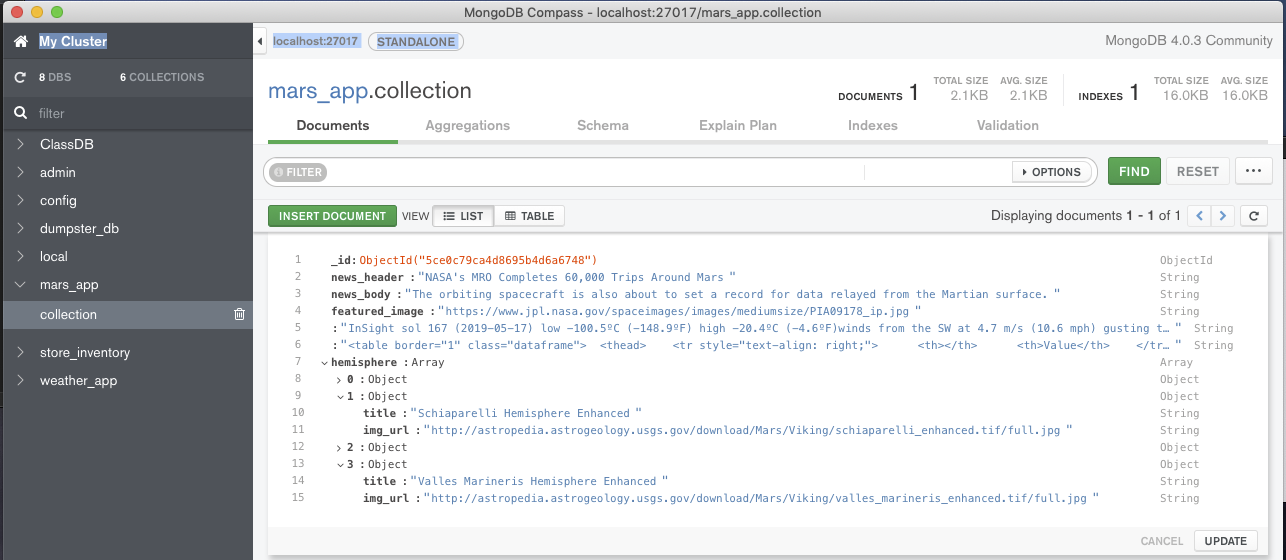 MongoDB Compass - localhost:27017/mars_app.collection
My Cluster
localhost:27017 STANDALONE
MongoDB 4.0.3 Community
8 DBS 6 COLLECTIONS
filter
ClassDB
admin
config
dumpster_db
local
mars_app
collection
store_inventory
weather_app
mars_app.collection
DOCUMENTS 1 TOTAL SIZE 2.1KB AVG. SIZE 2.1KB INDEXES 1 TOTAL SIZE 16.0KB AVG. SIZE 16.0KB
Documents Aggregations Schema Explain Plan Indexes Validation
FILTER OPTIONS FIND RESET ...
INSERT DOCUMENT VIEW LIST TABLE Displaying documents 1 - 1 of 1
1 _id: ObjectId("5ce0c79ca4d8695b4d6a6748") ObjectId
2 news_header : "NASA's MRO Completes 60,000 Trips Around Mars " String
3 news_body : "The orbiting spacecraft is also about to set a record for data relayed from the Martian surface. " String
4 featured_image : "https://www.jpl.nasa.gov/spaceimages/images/mediumsize/PIA09178_ip.jpg " String
5 : "InSight sol 167 (2019-05-17) low -100.5ºC (-148.9ºF) high -20.4ºC (-4.6ºF)winds from the SW at 4.7 m/s (10.6 mph) gusting t… " String
6 : "<table border="1" class="dataframe"> <thead> <tr style="text-align: right;"> <th></th> <th>Value</th> </tr… " String
7 hemisphere : Array Array
8 0 : Object Object
9 1 : Object Object
10 title : "Schiaparelli Hemisphere Enhanced " String
11 img_url : "http://astropedia.astrogeology.usgs.gov/download/Mars/Viking/schiaparelli_enhanced.tif/full.jpg " String
12 2 : Object Object
13 3 : Object Object
14 title : "Valles Marineris Hemisphere Enhanced " String
15 img_url : "http://astropedia.astrogeology.usgs.gov/download/Mars/Viking/valles_marineris_enhanced.tif/full.jpg " String
CANCEL UPDATE